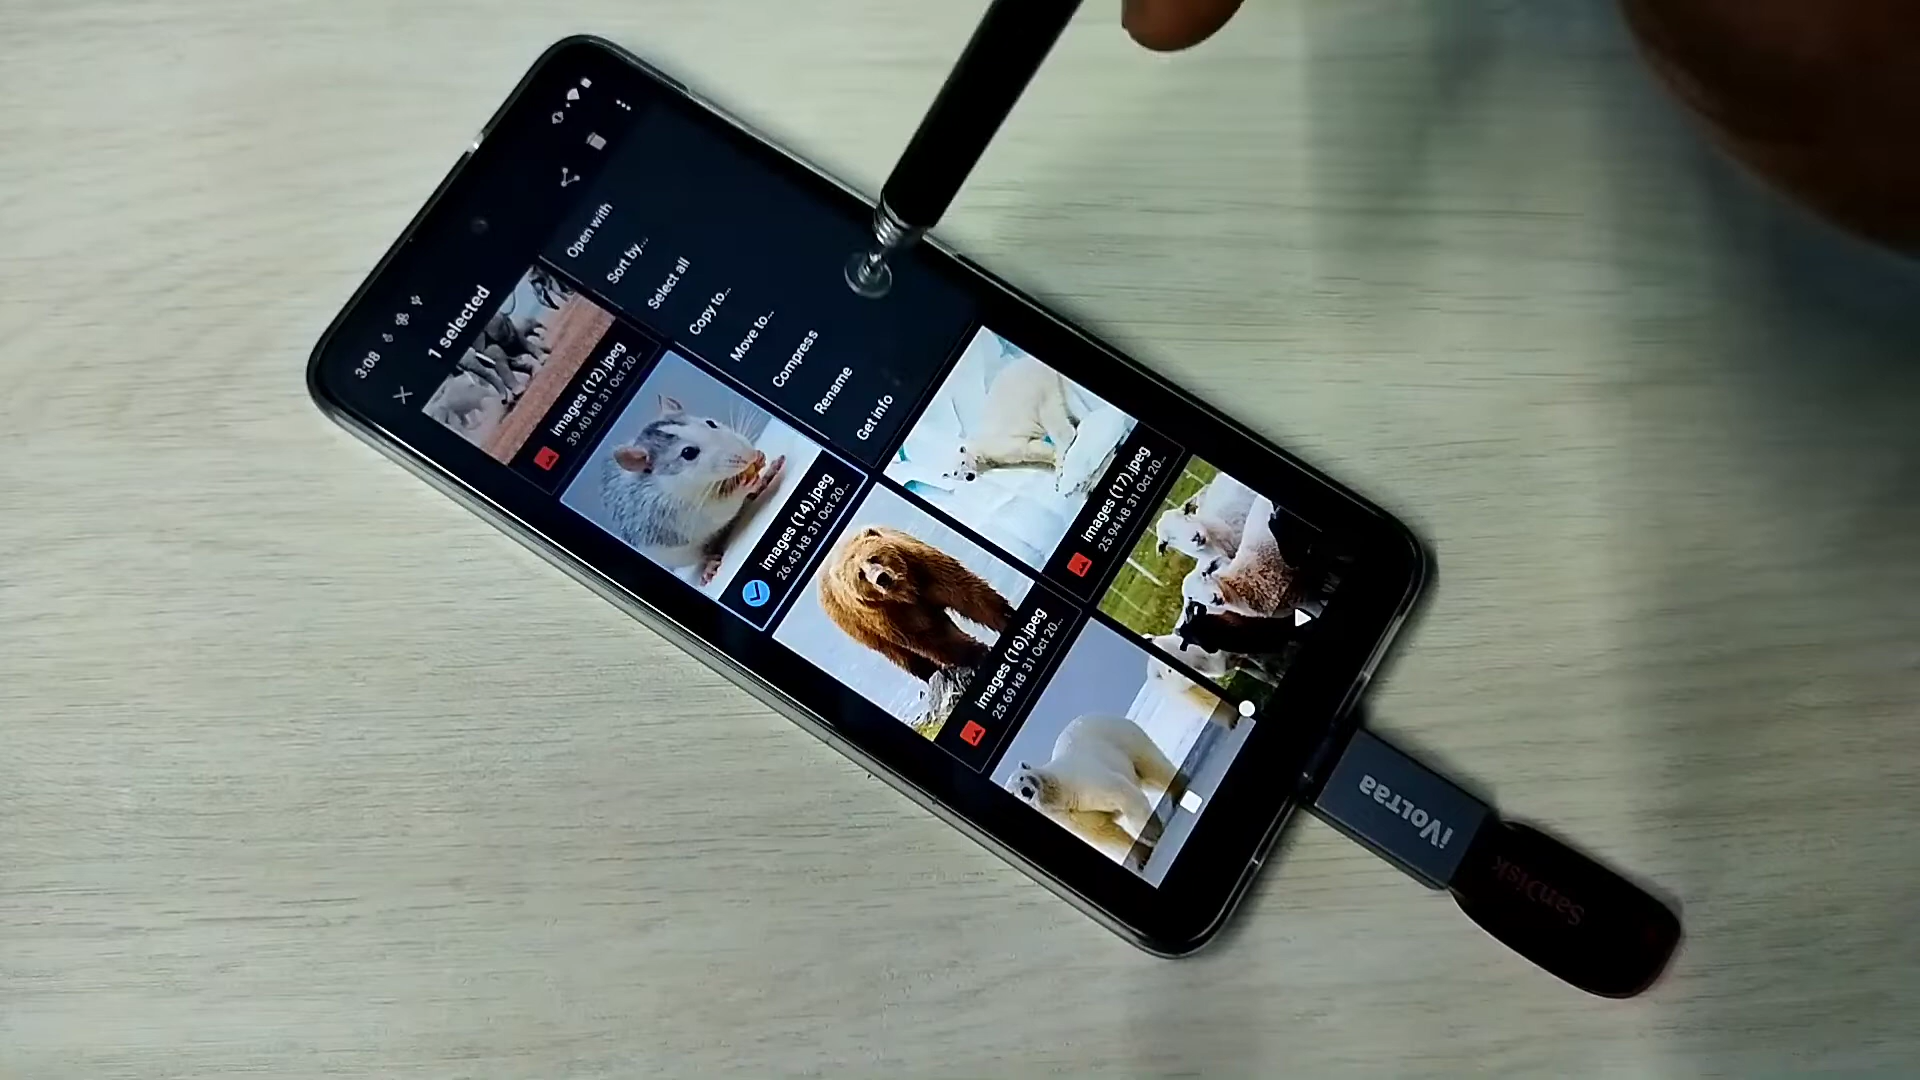 3:08
1 selected
Open with
Sort by...
Select all
Copy to...
Move to...
Compress
Rename
Get info
images (12).jpeg
39.40 kB 31 Oct 20...
images (14).jpeg
26.43 kB 31 Oct 20...
images (16).jpeg
25.69 kB 31 Oct 20...
images (17).jpeg
25.94 kB 31 Oct 20...
iVOLTAA
SanDisk